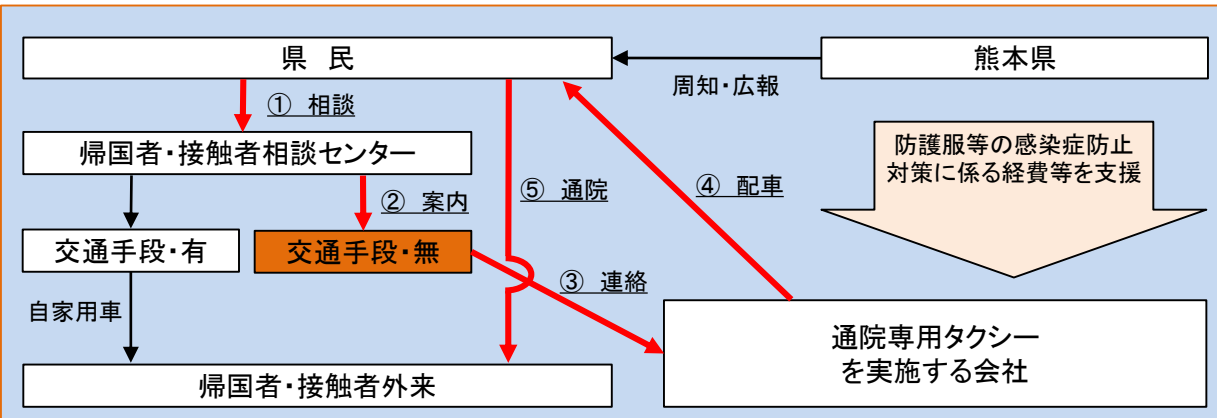 県 民
熊本県
周知・広報
① 相談
帰国者・接触者相談センター
防護服等の感染症防止
対策に係る経費等を支援
② 案内
⑤ 通院
④ 配車
交通手段・有
交通手段・無
③ 連絡
自家用車
通院専用タクシー
を実施する会社
帰国者・接触者外来